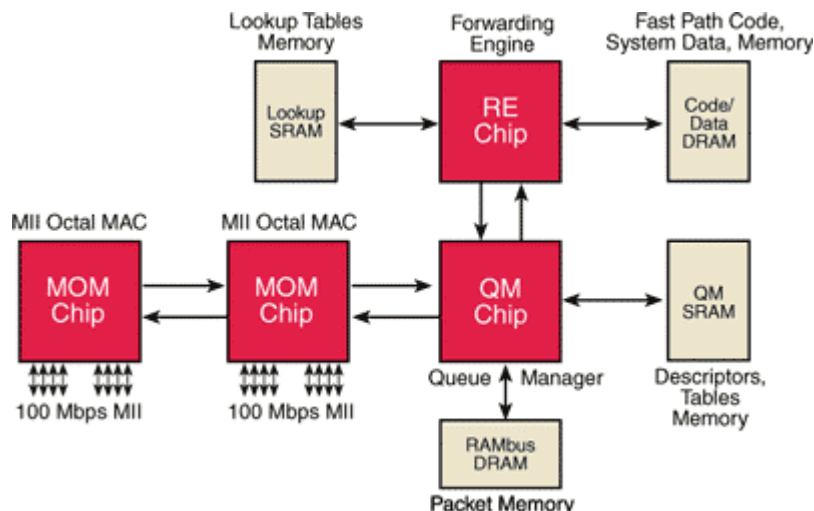 Lookup Tables
Memory
Forwarding
Engine
Fast Path Code,
System Data, Memory
Lookup
SRAM
RE
Chip
Code/
Data
DRAM
MII Octal MAC
MII Octal MAC
MOM
Chip
MOM
Chip
QM
Chip
QM
SRAM
100 Mbps MII
100 Mbps MII
Queue Manager
Descriptors,
Tables
Memory
RAMbus
DRAM
Packet Memory